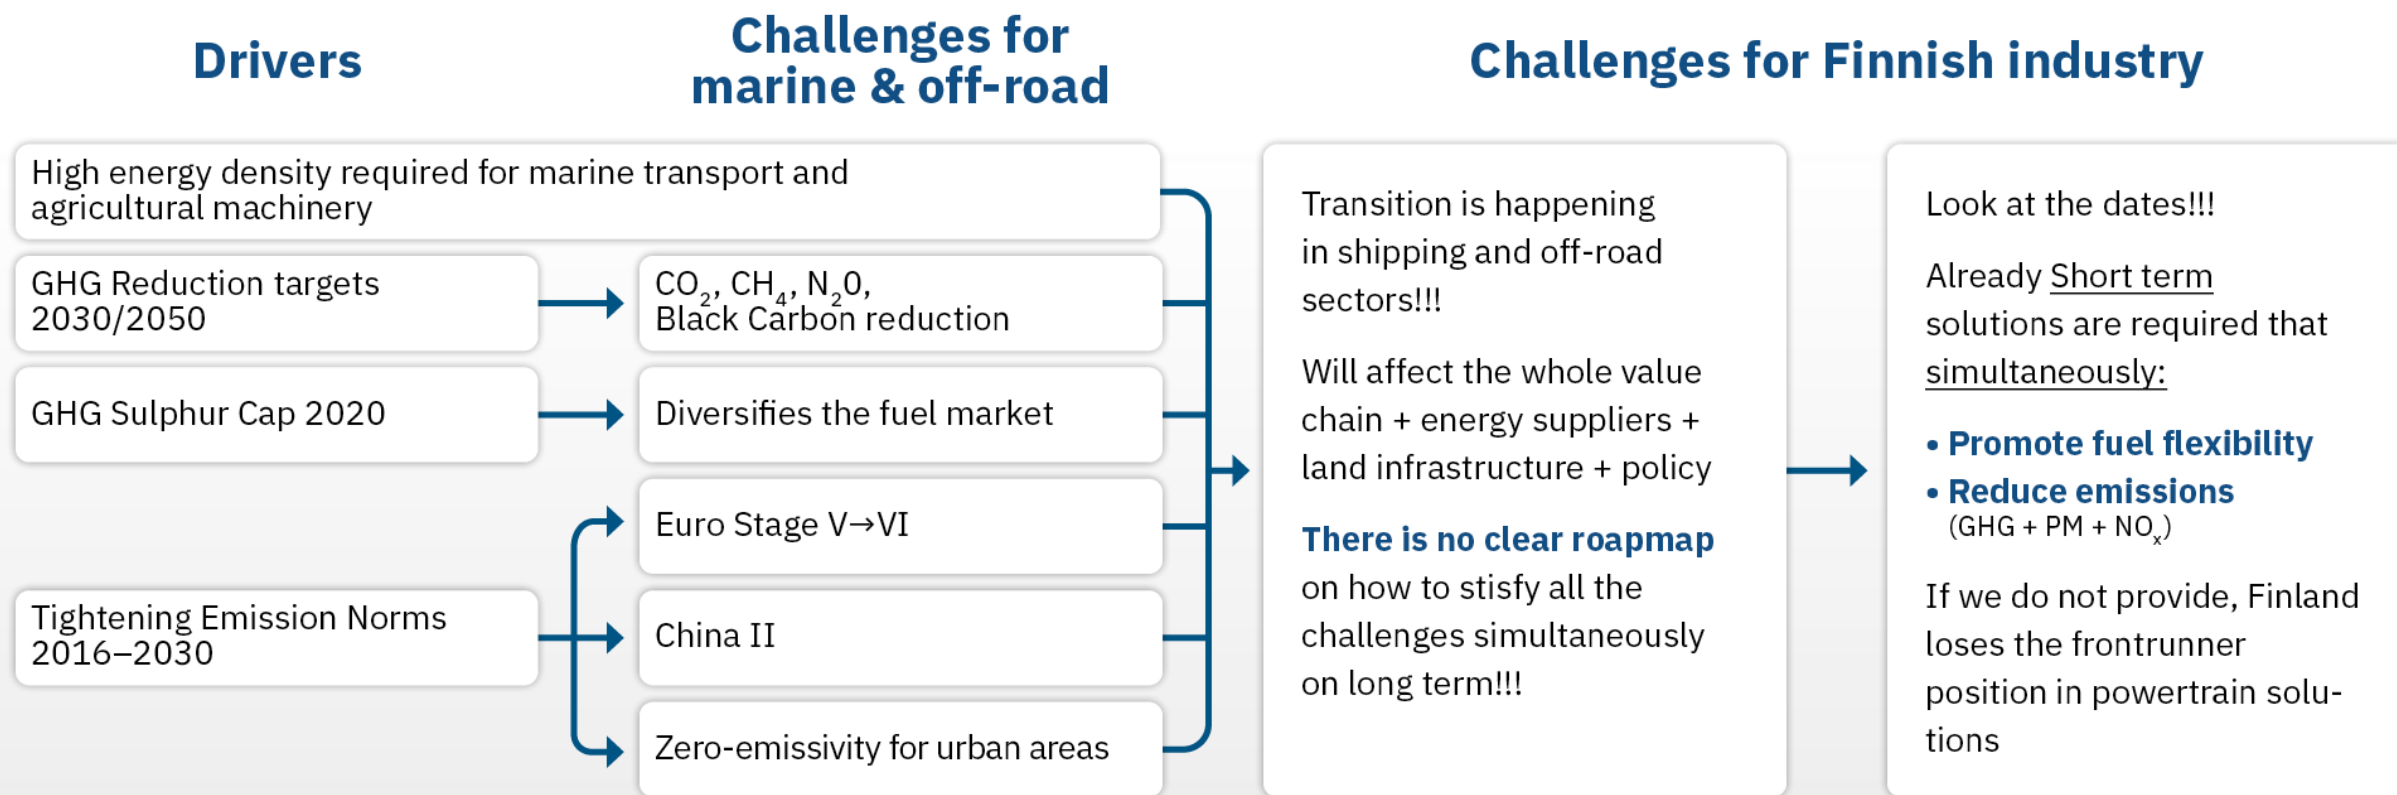 Drivers
Challenges for
marine & off-road
Challenges for Finnish industry
High energy density required for marine transport and
agricultural machinery
GHG Reduction targets
2030/2050
CO₂, CH₄, N₂0,
Black Carbon reduction
GHG Sulphur Cap 2020
Diversifies the fuel market
Tightening Emission Norms
2016–2030
Euro Stage V→VI
China II
Zero-emissivity for urban areas
Transition is happening
in shipping and off-road
sectors!!!
Will affect the whole value
chain + energy suppliers +
land infrastructure + policy
There is no clear roapmap
on how to stisfy all the
challenges simultaneously
on long term!!!
Look at the dates!!!
Already Short term
solutions are required that
simultaneously:
• Promote fuel flexibility
• Reduce emissions
(GHG + PM + NOₓ)
If we do not provide, Finland
loses the frontrunner
position in powertrain solu-
tions